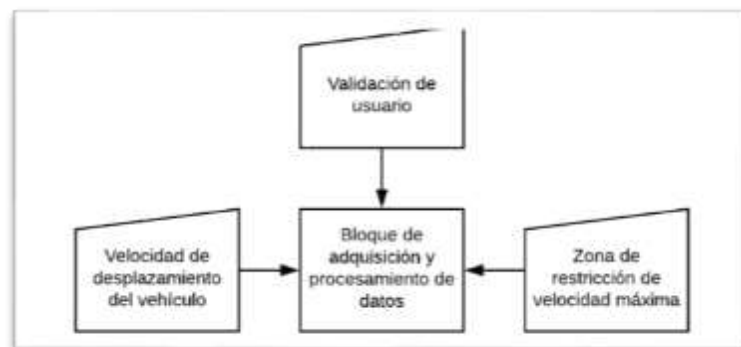 Validación de
usuario
Velocidad de
desplazamiento
del vehículo
Bloque de
adquisición y
procesamiento de
datos
Zona de
restricción de
velocidad máxima